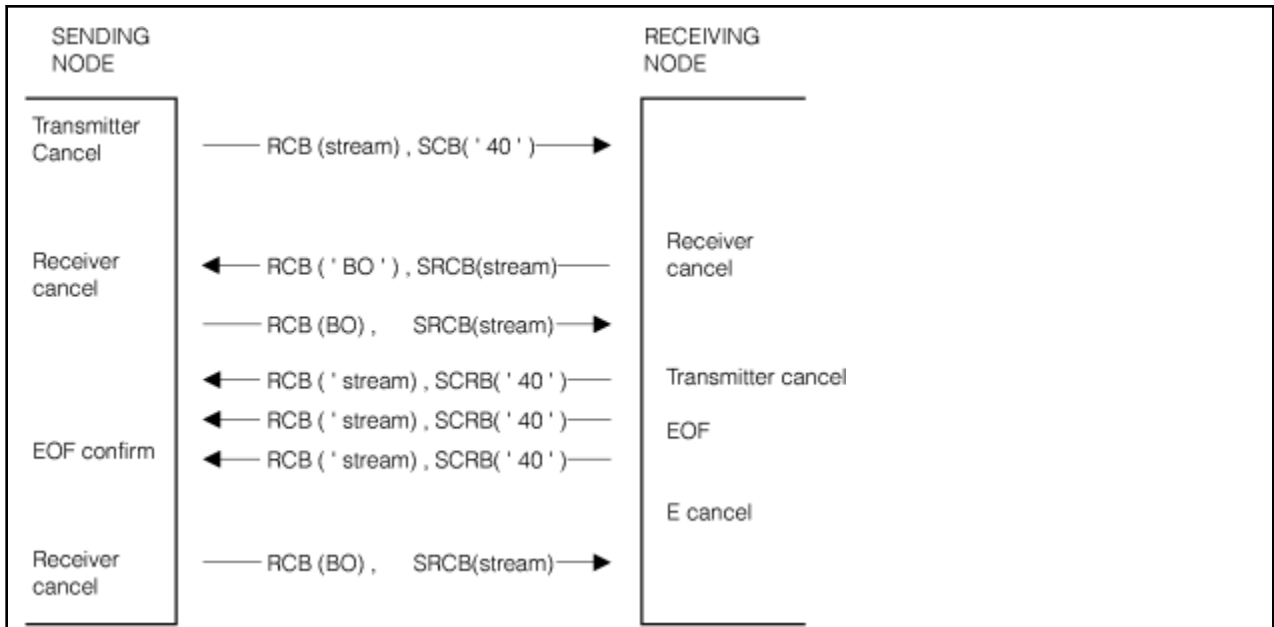 SENDING
NODE
RECEIVING
NODE
Transmitter
Cancel
RCB (stream) , SCB( ' 40 ' )
Receiver
cancel
Receiver
cancel
RCB ( ' BO ' ) , SRCB(stream)
RCB (BO) , SRCB(stream)
RCB ( ' stream) , SCRB( ' 40 ' )
Transmitter cancel
RCB ( ' stream) , SCRB( ' 40 ' )
EOF
EOF confirm
RCB ( ' stream) , SCRB( ' 40 ' )
E cancel
Receiver
cancel
RCB (BO) , SRCB(stream)